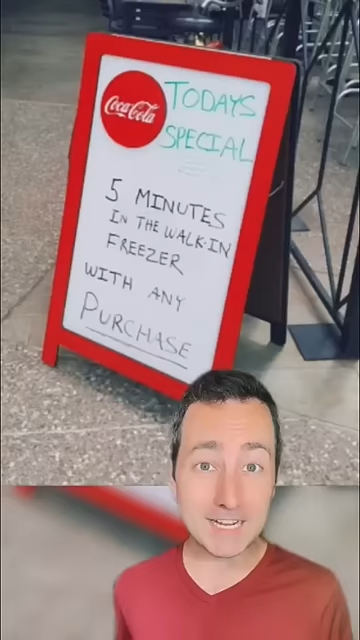 Coca-Cola
TODAYS
SPECIAL
5 MINUTES
IN THE WALK-IN
FREEZER
WITH ANY
PURCHASE